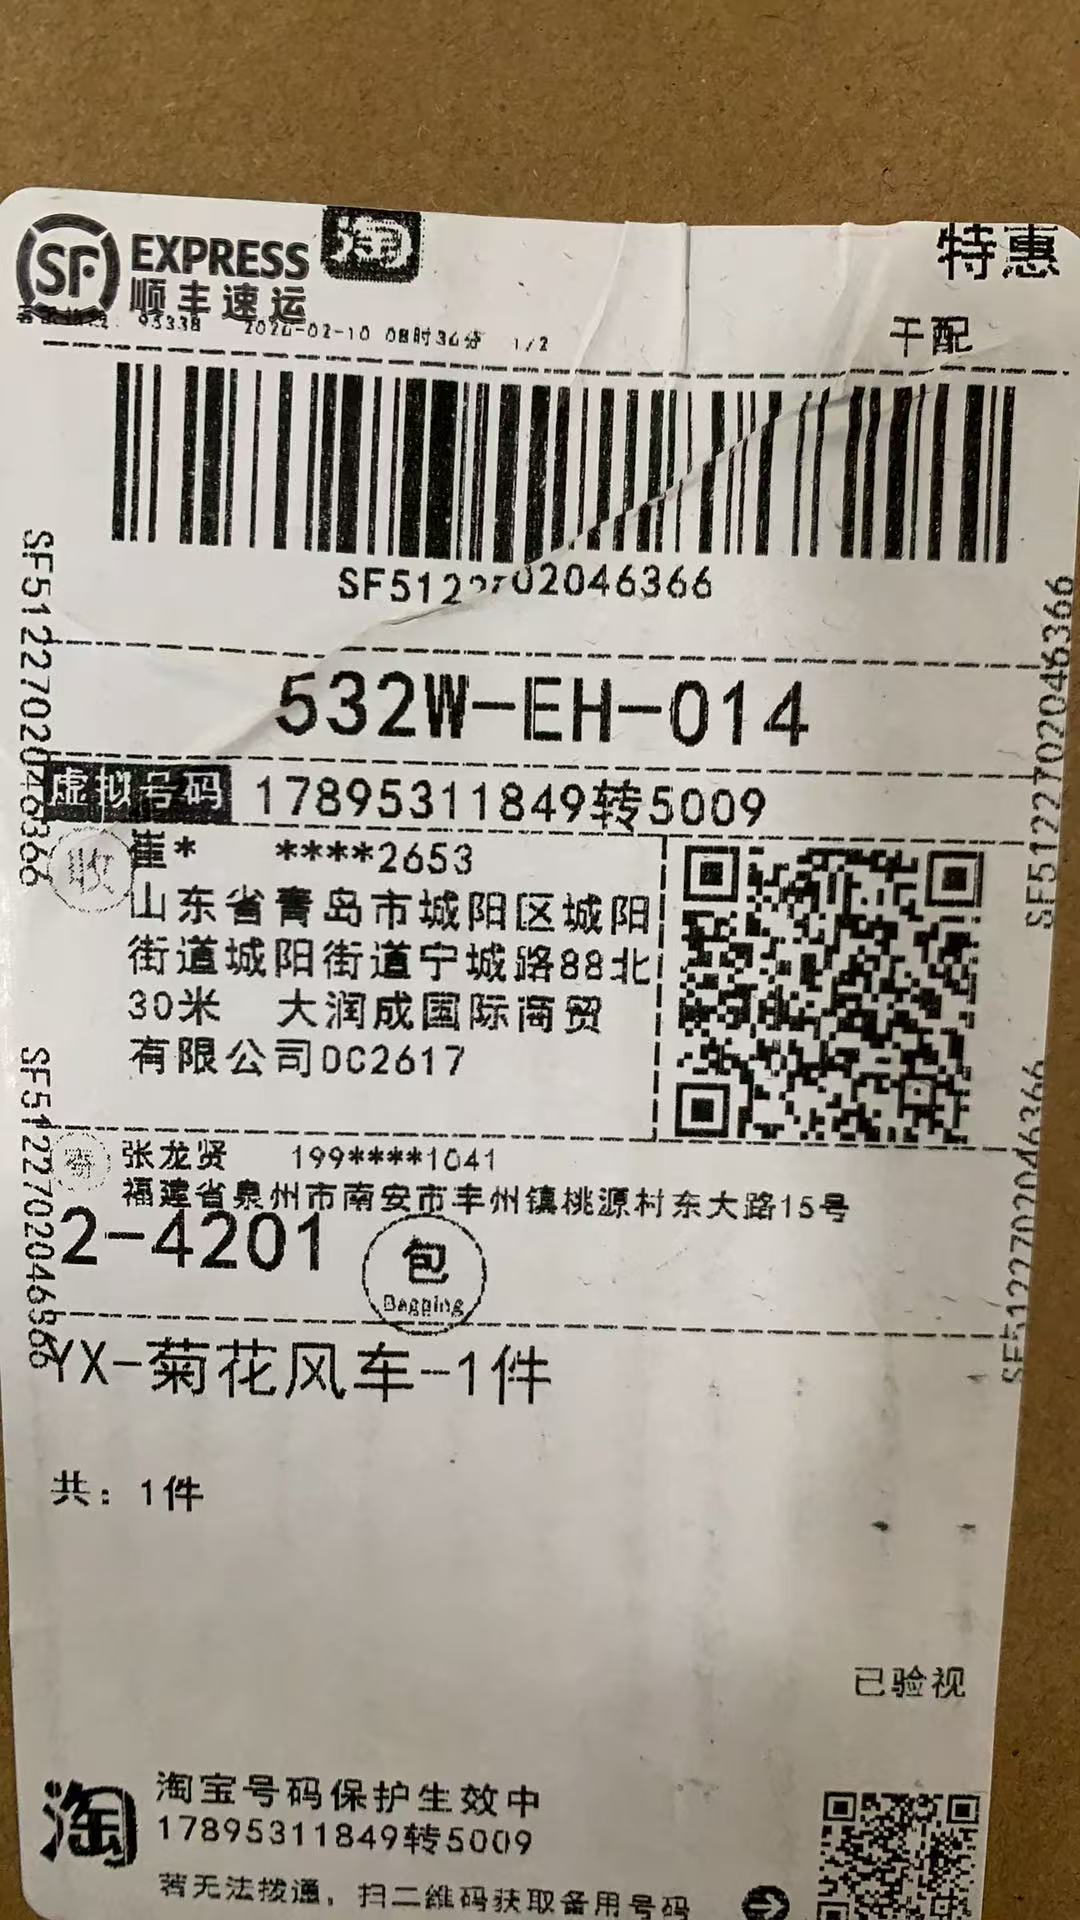 SF EXPRESS
顺丰速运
淘
特惠
95338 08时34分 1/2
干配
SF5122702046366
532W-EH-014
虚拟号码 17895311849转5009
收
崔* ****2653
山东省青岛市城阳区城阳
街道城阳街道宁城路88北
30米 大润成国际商贸
有限公司DC2617
张龙贤 199****1041
福建省泉州市南安市丰州镇桃源村东大路15号
2-4201
包
Bagging
YX-菊花风车-1件
共：1件
已验视
淘
淘宝号码保护生效中
17895311849转5009
若无法拨通，扫二维码获取备用号码
SF5122702046366
SF5122702046366
SF5122702046366
SF5122702046366